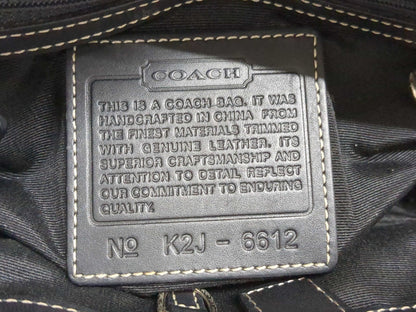 COACH
THIS IS A COACH BAG. IT WAS
HANDCRAFTED IN CHINA FROM
THE FINEST MATERIALS TRIMMED
WITH GENUINE LEATHER. ITS
SUPERIOR CRAFTSMANSHIP AND
ATTENTION TO DETAIL REFLECT
OUR COMMITMENT TO ENDURING
QUALITY.
Nº K2J - 6612